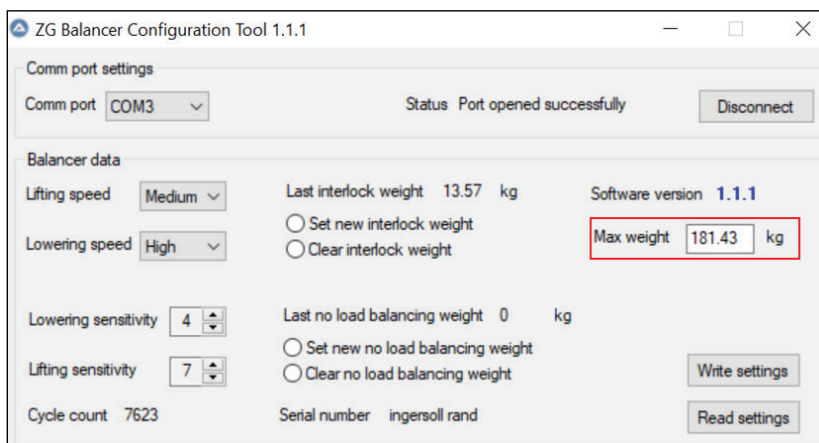 ZG Balancer Configuration Tool 1.1.1
Comm port settings
Comm port COM3 Status Port opened successfully Disconnect
Balancer data
Lifting speed Medium Last interlock weight 13.57 kg Software version 1.1.1
Set new interlock weight
Lowering speed High Clear interlock weight Max weight 181.43 kg
Lowering sensitivity 4 Last no load balancing weight 0 kg
Set new no load balancing weight
Lifting sensitivity 7 Clear no load balancing weight Write settings
Cycle count 7623 Serial number ingersoll rand Read settings